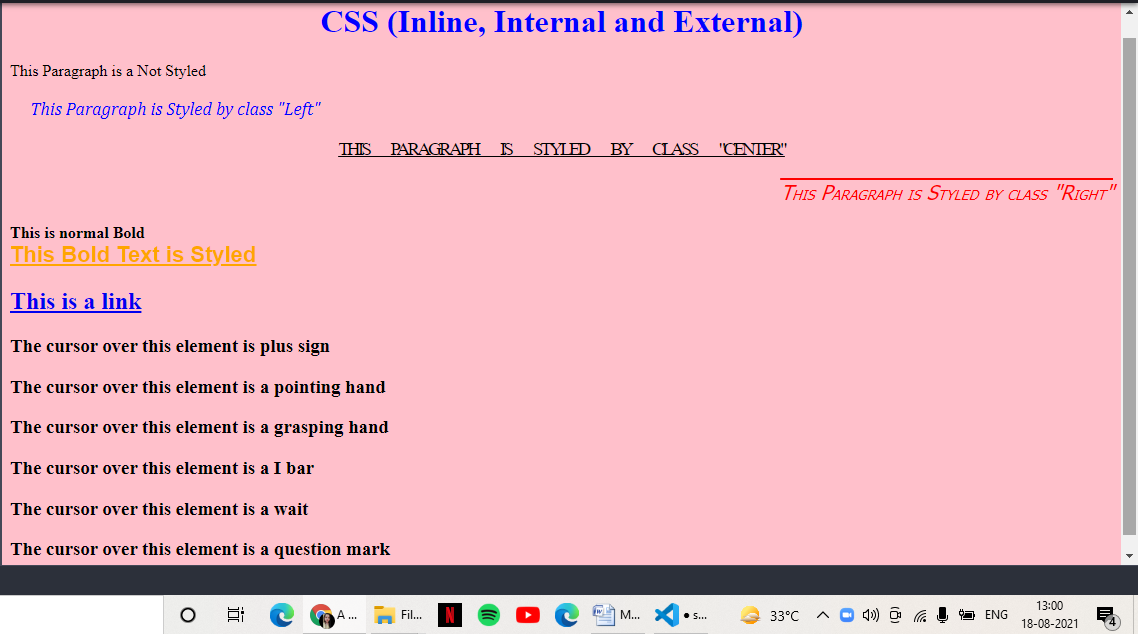 CSS (Inline, Internal and External)
This Paragraph is a Not Styled
This Paragraph is Styled by class "Left"
THIS PARAGRAPH IS STYLED BY CLASS "CENTER"
This Paragraph is Styled by class "Right"
This is normal Bold
This Bold Text is Styled
This is a link
The cursor over this element is plus sign
The cursor over this element is a pointing hand
The cursor over this element is a grasping hand
The cursor over this element is a I bar
The cursor over this element is a wait
The cursor over this element is a question mark
A ... Fil... N M... s... 33°C ENG 13:00
18-08-2021 4